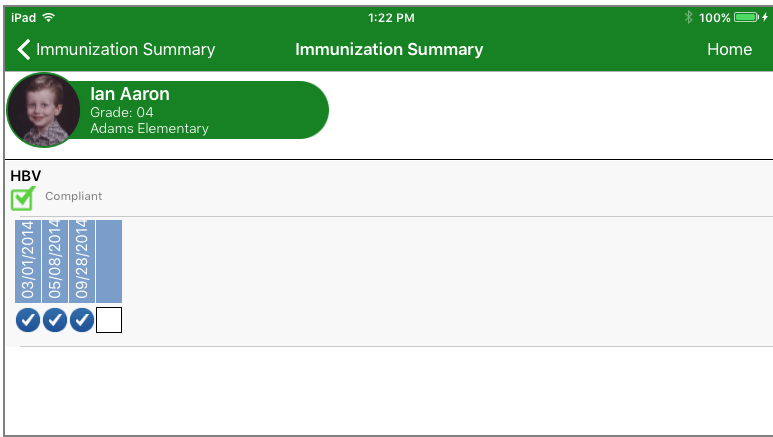 iPad 1:22 PM 100%
Immunization Summary Immunization Summary Home
Ian Aaron
Grade: 04
Adams Elementary
HBV
Compliant
03/01/2014 05/08/2014 09/28/2014